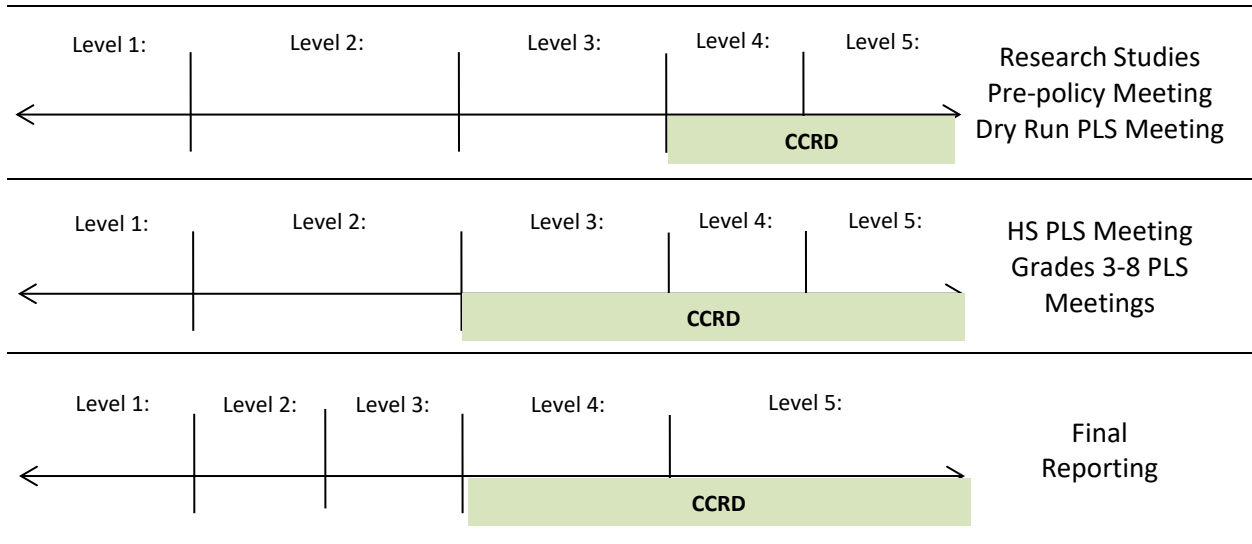 Level 1:
Level 2:
Level 3:
Level 4:
Level 5:
CCRD
Research Studies
Pre-policy Meeting
Dry Run PLS Meeting
Level 1:
Level 2:
Level 3:
Level 4:
Level 5:
CCRD
HS PLS Meeting
Grades 3-8 PLS
Meetings
Level 1:
Level 2:
Level 3:
Level 4:
Level 5:
CCRD
Final
Reporting